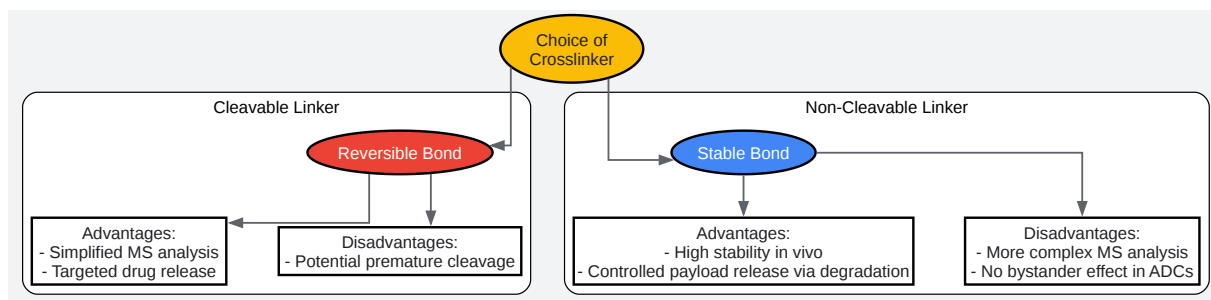 Choice of
Crosslinker
Cleavable Linker
Non-Cleavable Linker
Reversible Bond
Stable Bond
Advantages:
- Simplified MS analysis
- Targeted drug release
Disadvantages:
- Potential premature cleavage
Advantages:
- High stability in vivo
- Controlled payload release via degradation
Disadvantages:
- More complex MS analysis
- No bystander effect in ADCs